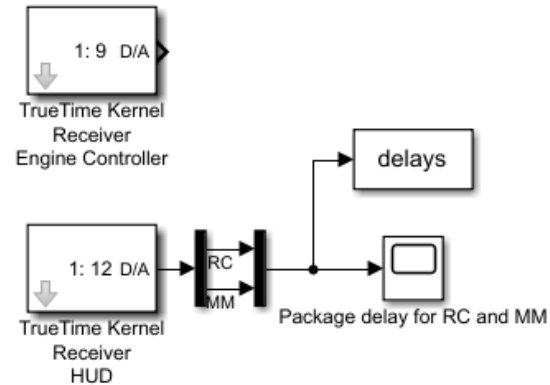 1: 9 D/A
TrueTime Kernel
Receiver
Engine Controller
delays
1: 12 D/A
RC
MM
TrueTime Kernel
Receiver
HUD
Package delay for RC and MM